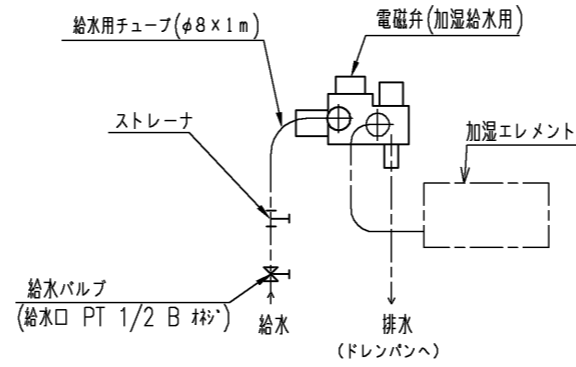 給水用チューブ(φ8×1m)
電磁弁(加湿給水用)
ストレーナ
加湿エレメント
給水バルブ
(給水口 PT 1/2 B ｵﾈｼﾞ)
給水
排水
(ドレンパンへ)